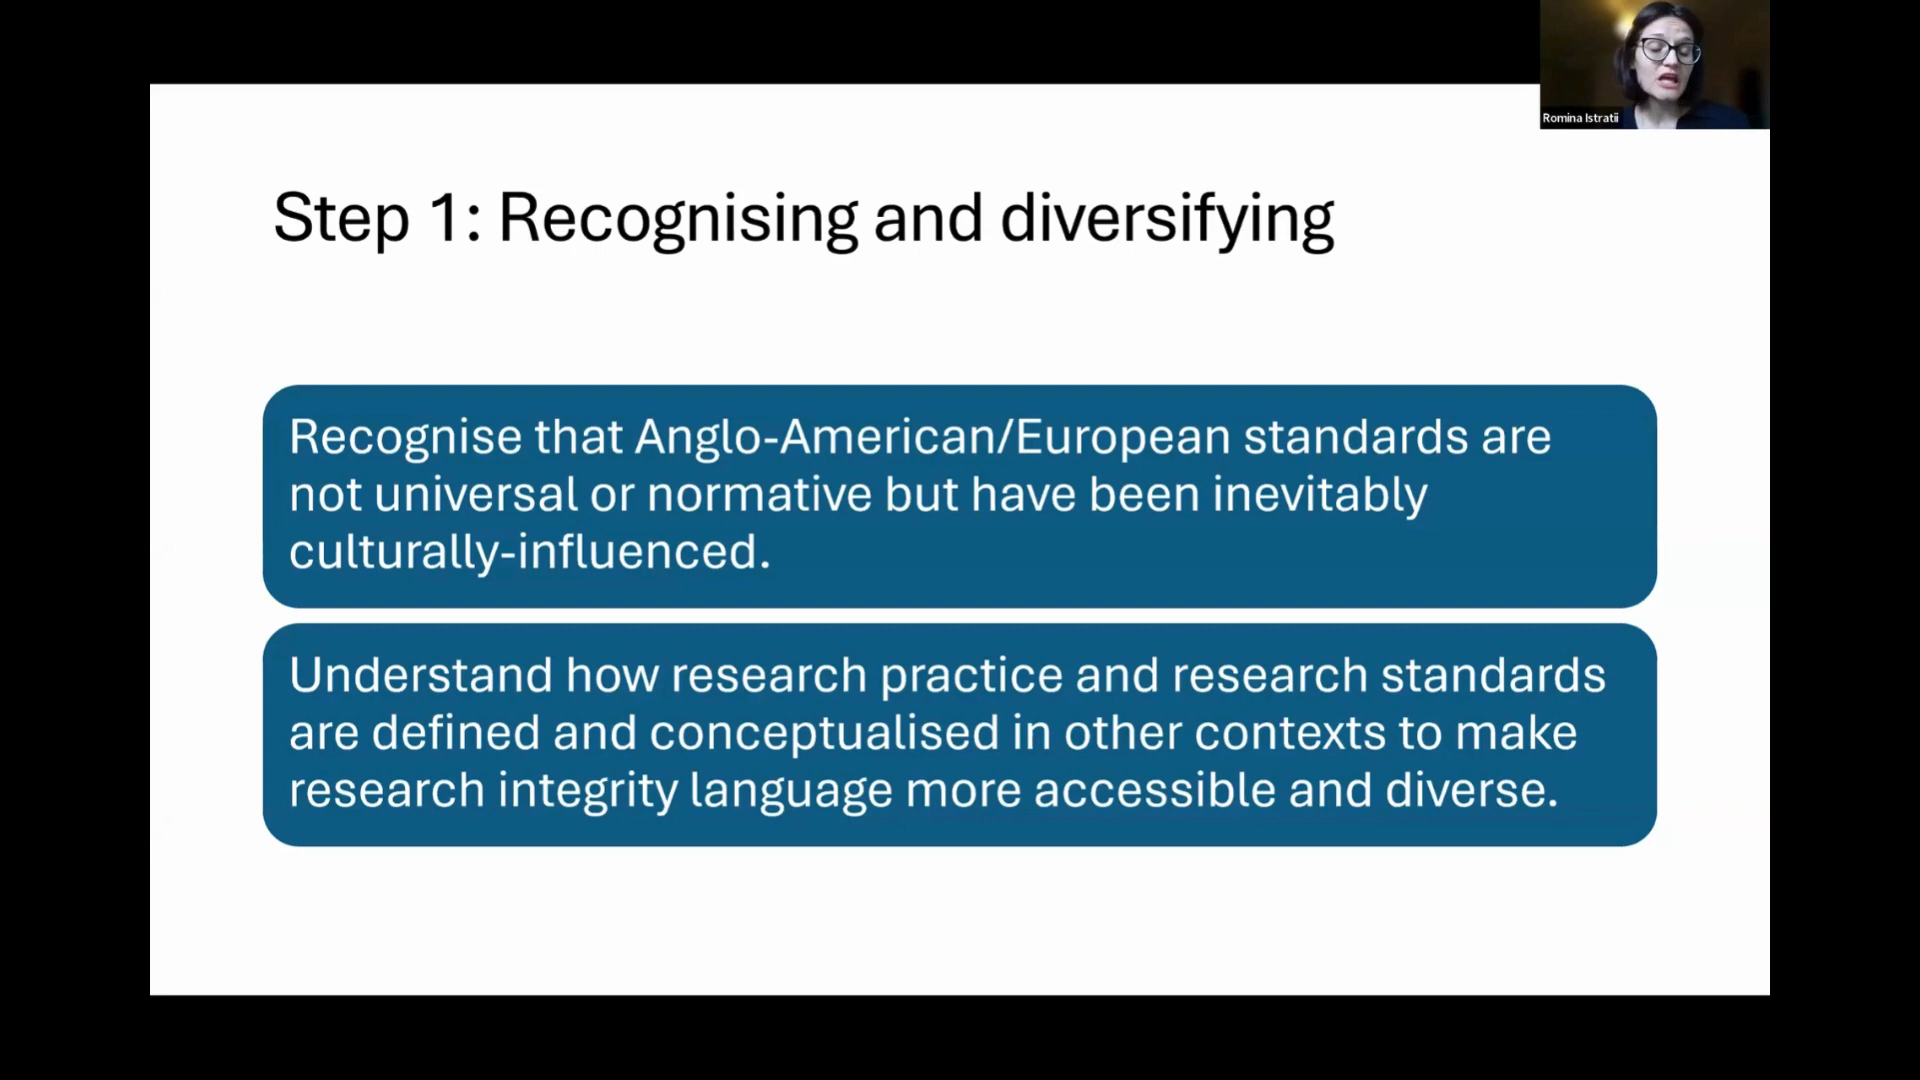 Romina Istratii
Step 1: Recognising and diversifying
Recognise that Anglo-American/European standards are
not universal or normative but have been inevitably
culturally-influenced.
Understand how research practice and research standards
are defined and conceptualised in other contexts to make
research integrity language more accessible and diverse.